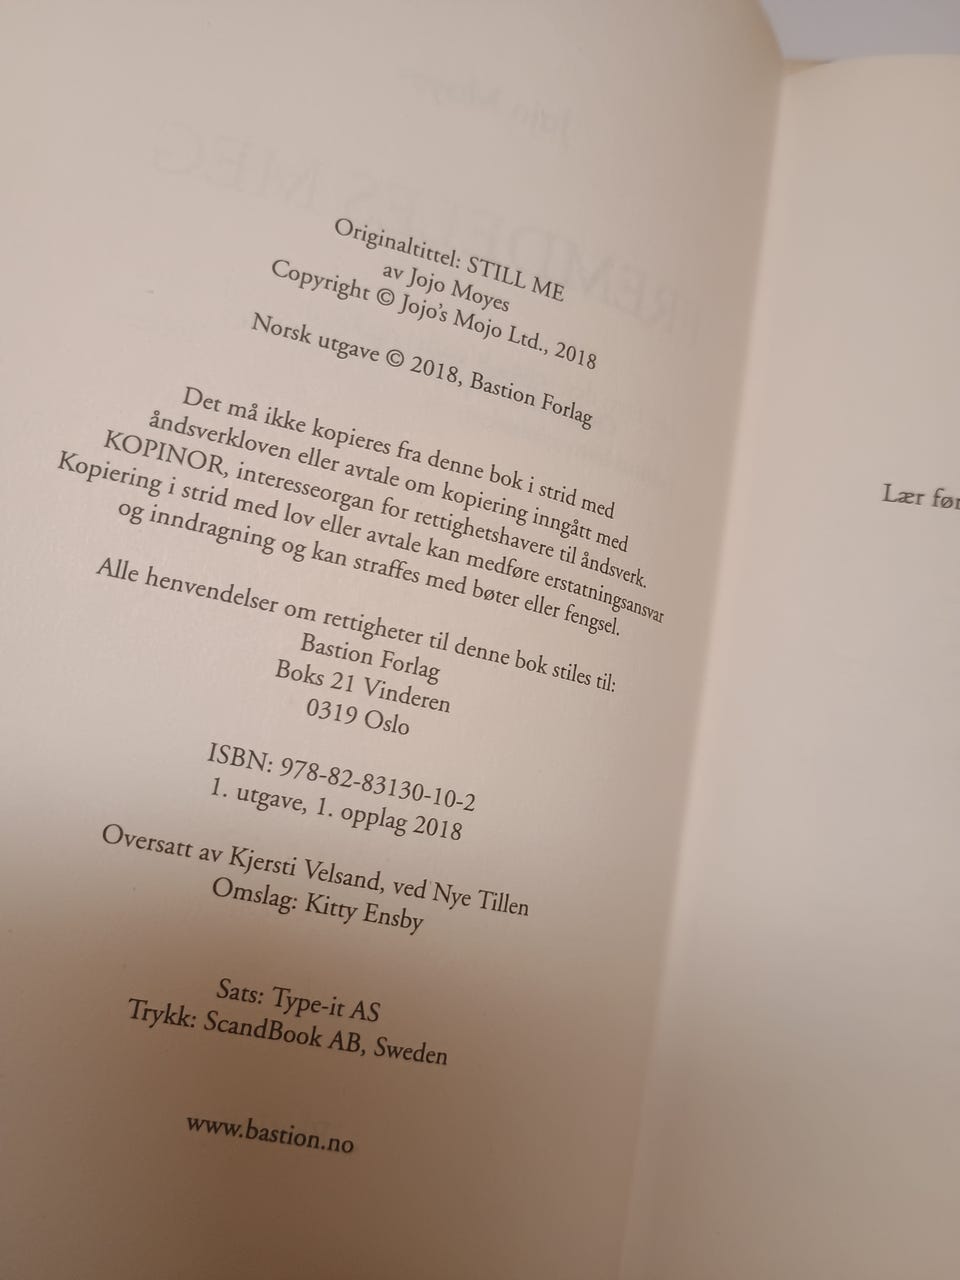 Originaltittel: STILL ME
av Jojo Moyes
Copyright © Jojo's Mojo Ltd., 2018
Norsk utgave © 2018, Bastion Forlag
Det må ikke kopieres fra denne bok i strid med
åndsverkloven eller avtale om kopiering inngått med
KOPINOR, interesseorgan for rettighetshavere til åndsverk.
Kopiering i strid med lov eller avtale kan medføre erstatningsansvar
og inndragning og kan straffes med bøter eller fengsel.
Alle henvendelser om rettigheter til denne bok stiles til:
Bastion Forlag
Boks 21 Vinderen
0319 Oslo
ISBN: 978-82-83130-10-2
1. utgave, 1. opplag 2018
Oversatt av Kjersti Velsand, ved Nye Tillen
Omslag: Kitty Ensby
Sats: Type-it AS
Trykk: ScandBook AB, Sweden
www.bastion.no
Lær før